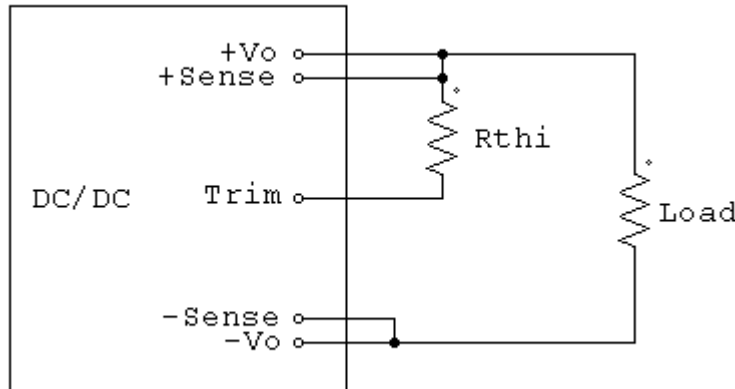 +Vo
+Sense
Rthi
DC/DC
Trim
Load
-Sense
-Vo